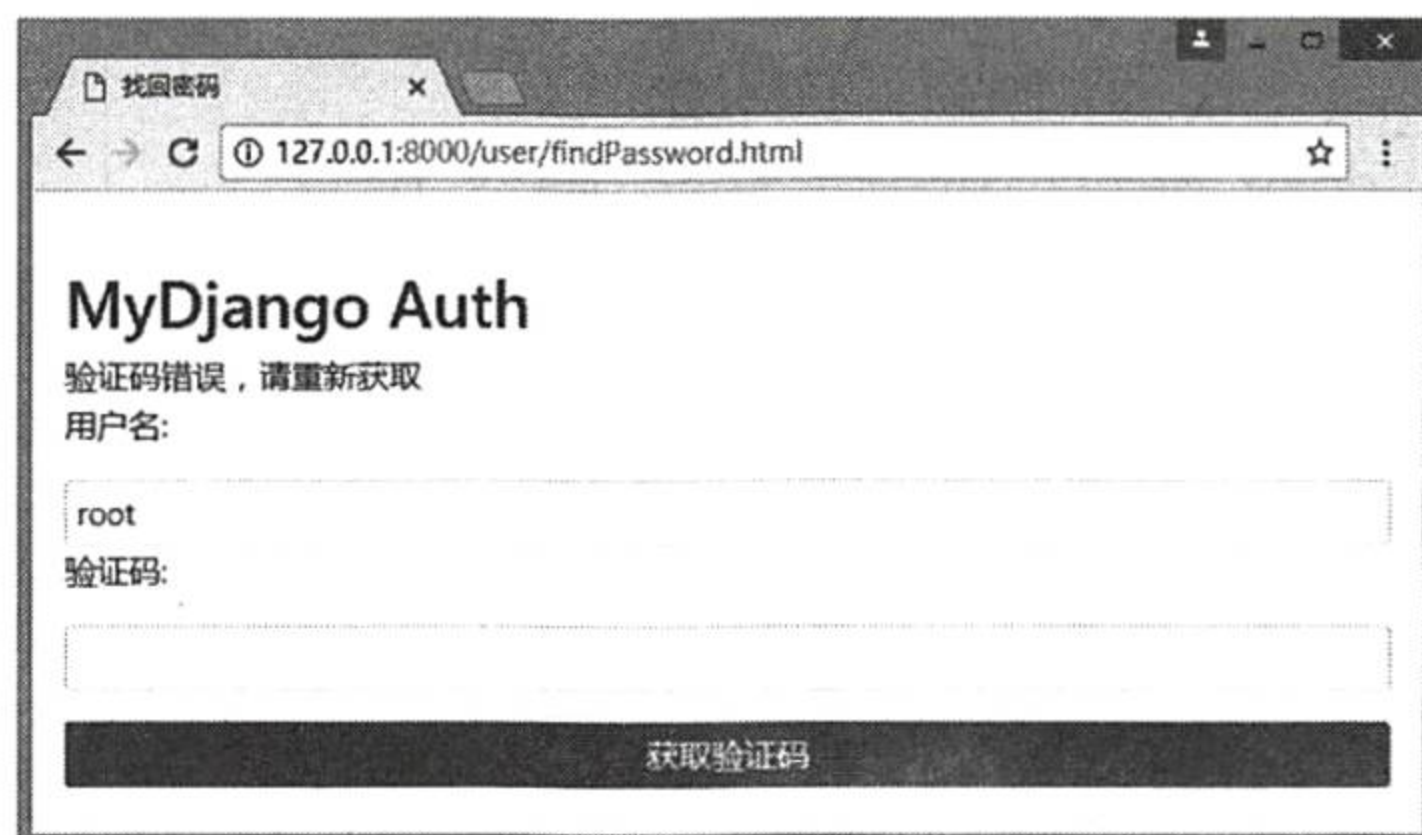 找回密码
127.0.0.1:8000/user/findPassword.html
MyDjango Auth
验证码错误，请重新获取
用户名:
root
验证码:
获取验证码